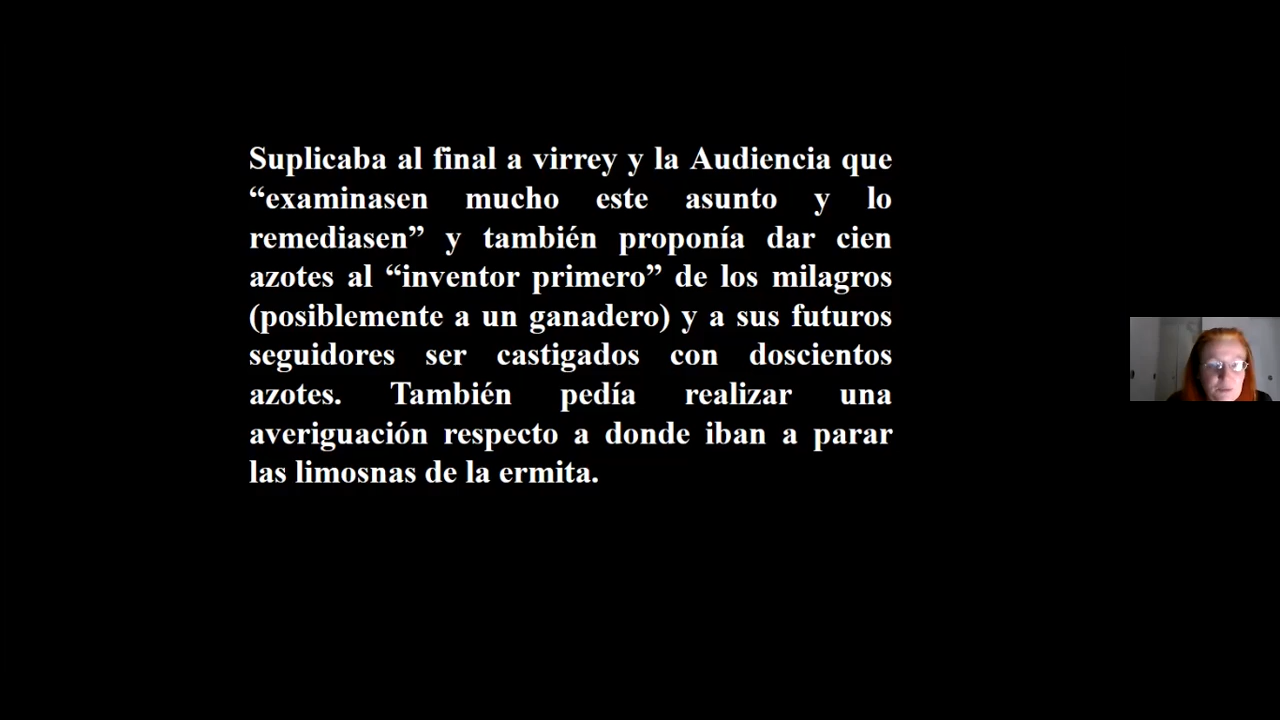 Suplicaba al final a virrey y la Audiencia que
“examinasen mucho este asunto y lo
remediasen” y también proponía dar cien
azotes al “inventor primero” de los milagros
(posiblemente a un ganadero) y a sus futuros
seguidores ser castigados con doscientos
azotes. También pedía realizar una
averiguación respecto a donde iban a parar
las limosnas de la ermita.